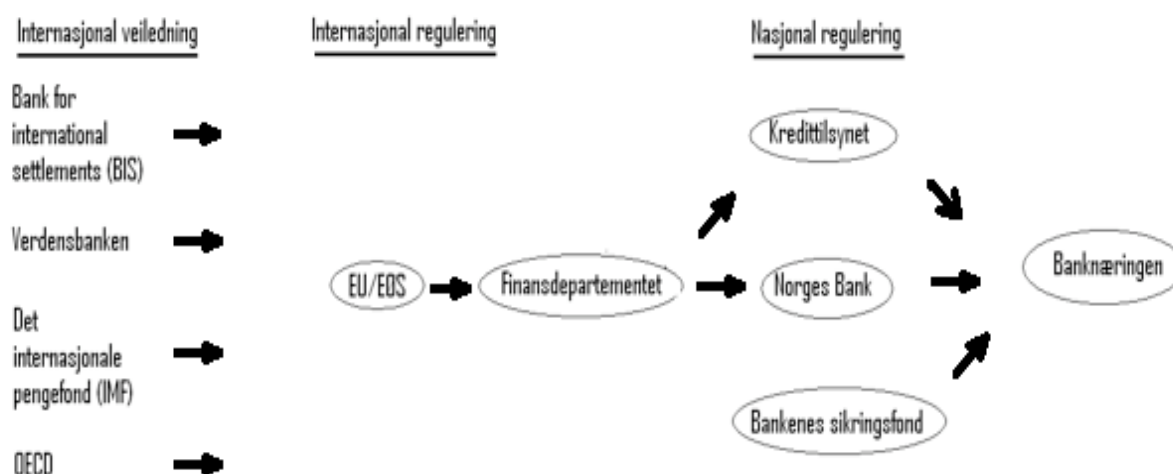 Internasjonal veiledning
Internasjonal regulering
Nasjonal regulering
Bank for
international
settlements (BIS)
Verdensbanken
Det
internasjonale
pengefond (IMF)
OECD
EU/EØS
Finansdepartementet
Kredittilsynet
Norges Bank
Bankenes sikringsfond
Banknæringen